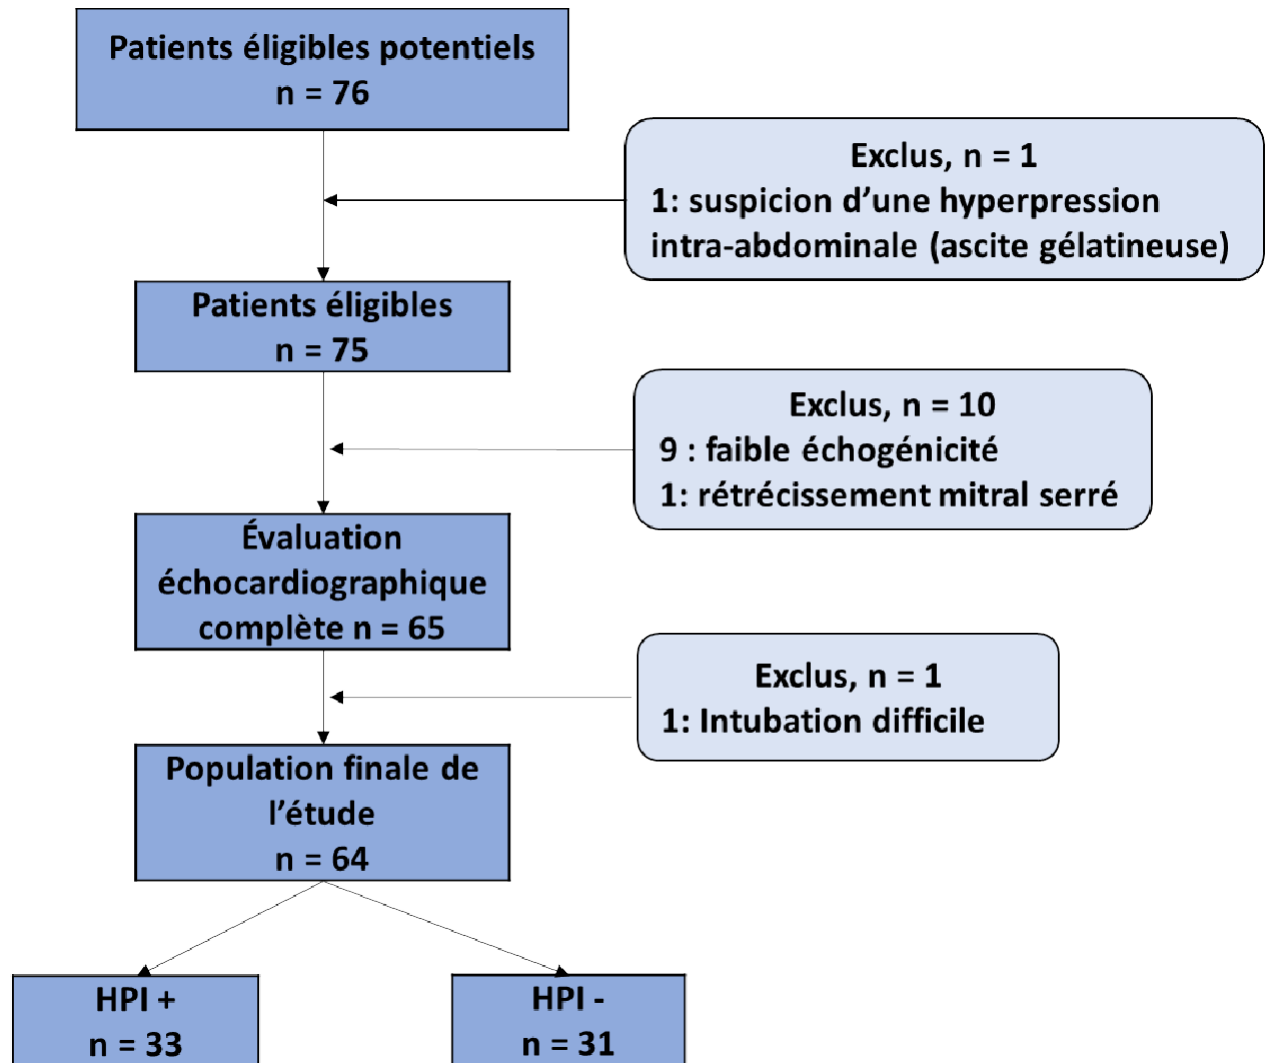 Patients éligibles potentiels
n = 76
Exclus, n = 1
1: suspicion d’une hyperpression
intra-abdominale (ascite gélatineuse)
Patients éligibles
n = 75
Exclus, n = 10
9 : faible échogénicité
1: rétrécissement mitral serré
Évaluation
échocardiographique
complète n = 65
Exclus, n = 1
1: Intubation difficile
Population finale de
l’étude
n = 64
HPI +
n = 33
HPI -
n = 31